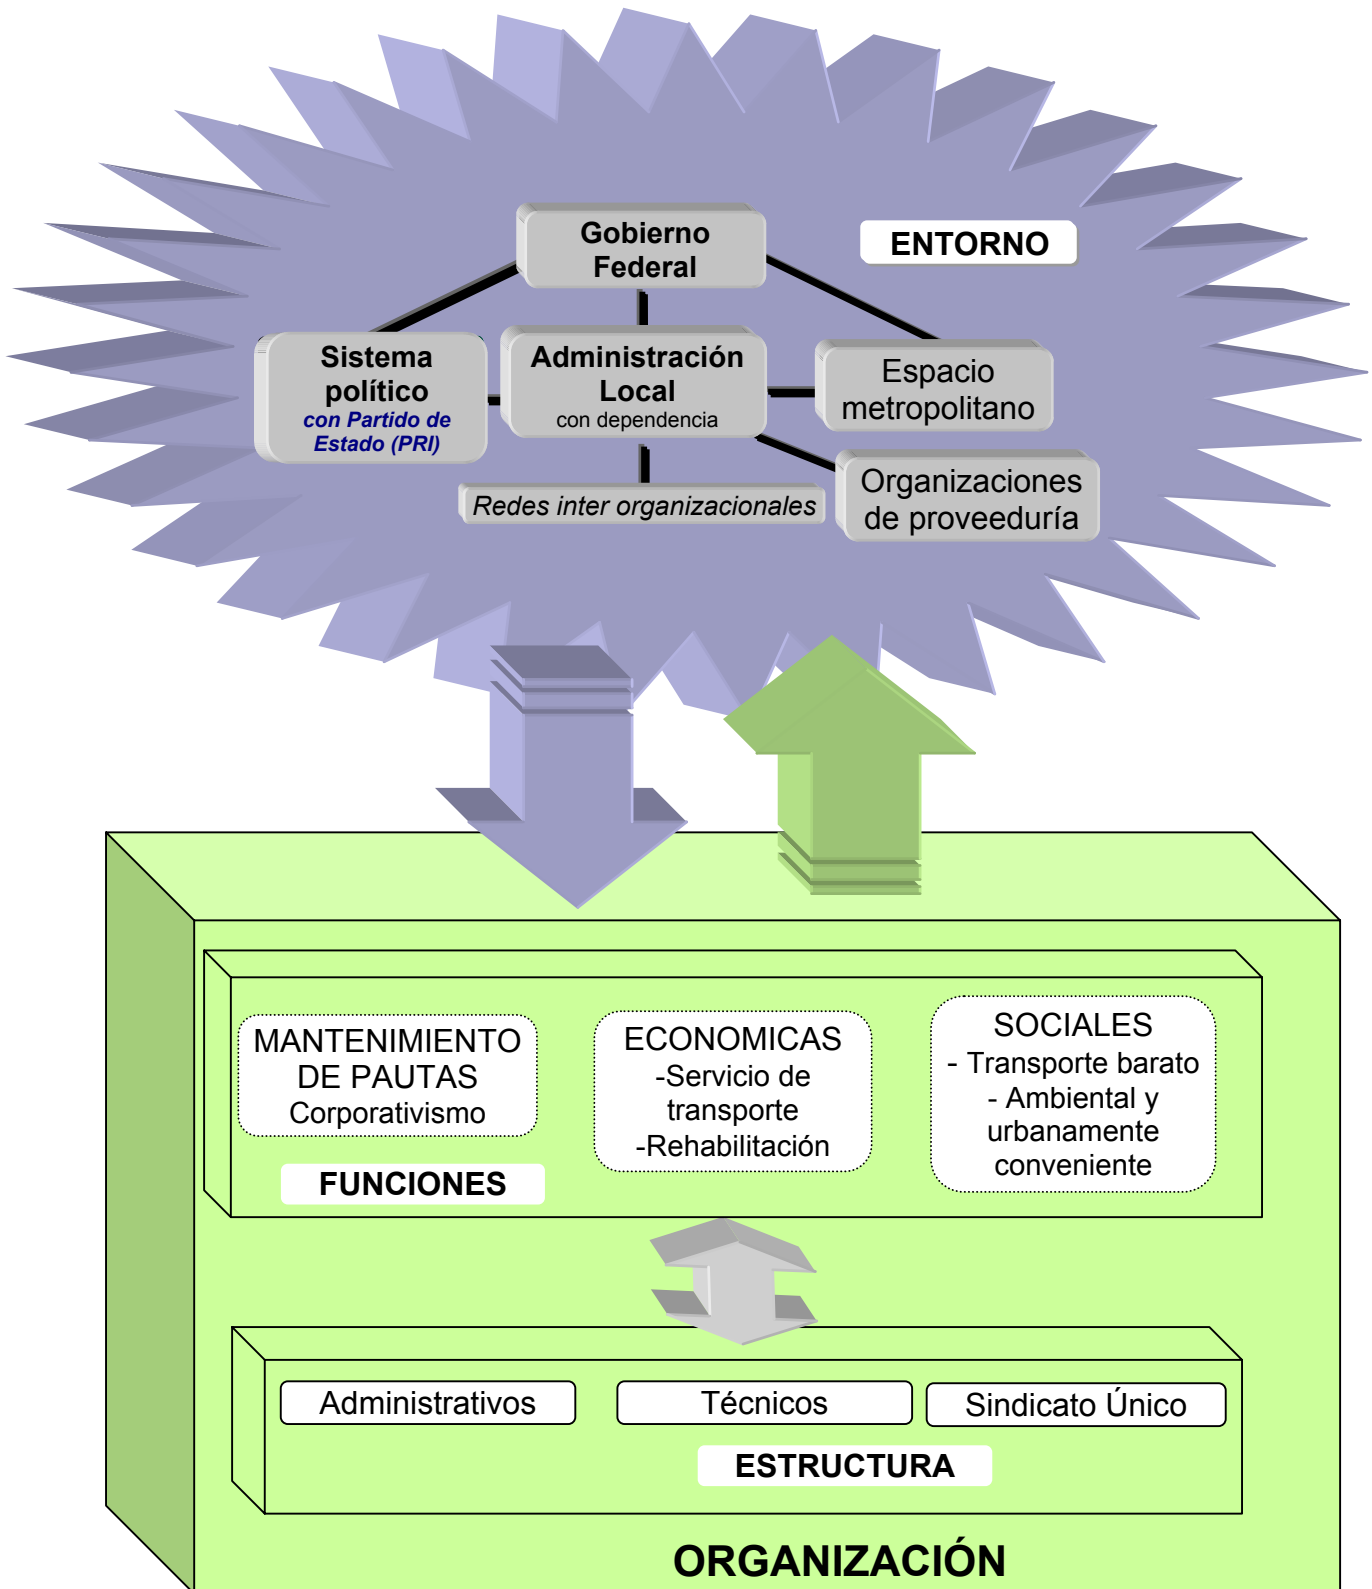 Gobierno
Federal
ENTORNO
Sistema
político
con Partido de
Estado (PRI)
Administración
Local
con dependencia
Espacio
metropolitano
Redes inter organizacionales
Organizaciones
de proveeduría
MANTENIMIENTO
DE PAUTAS
Corporativismo
ECONOMICAS
-Servicio de
transporte
-Rehabilitación
SOCIALES
- Transporte barato
- Ambiental y
urbanamente
conveniente
FUNCIONES
Administrativos
Técnicos
Sindicato Único
ESTRUCTURA
ORGANIZACIÓN